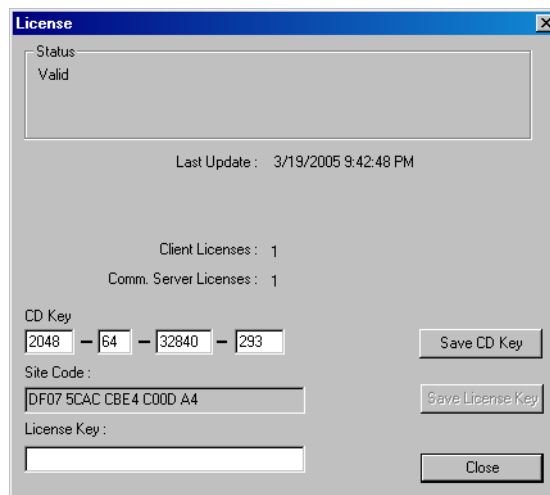 License
Status
Valid
Last Update : 3/19/2005 9:42:48 PM
Client Licenses : 1
Comm. Server Licenses : 1
CD Key
2048 – 64 – 32840 – 293
Save CD Key
Site Code :
DF07 5CAC CBE4 C00D A4
Save License Key
License Key :
Close